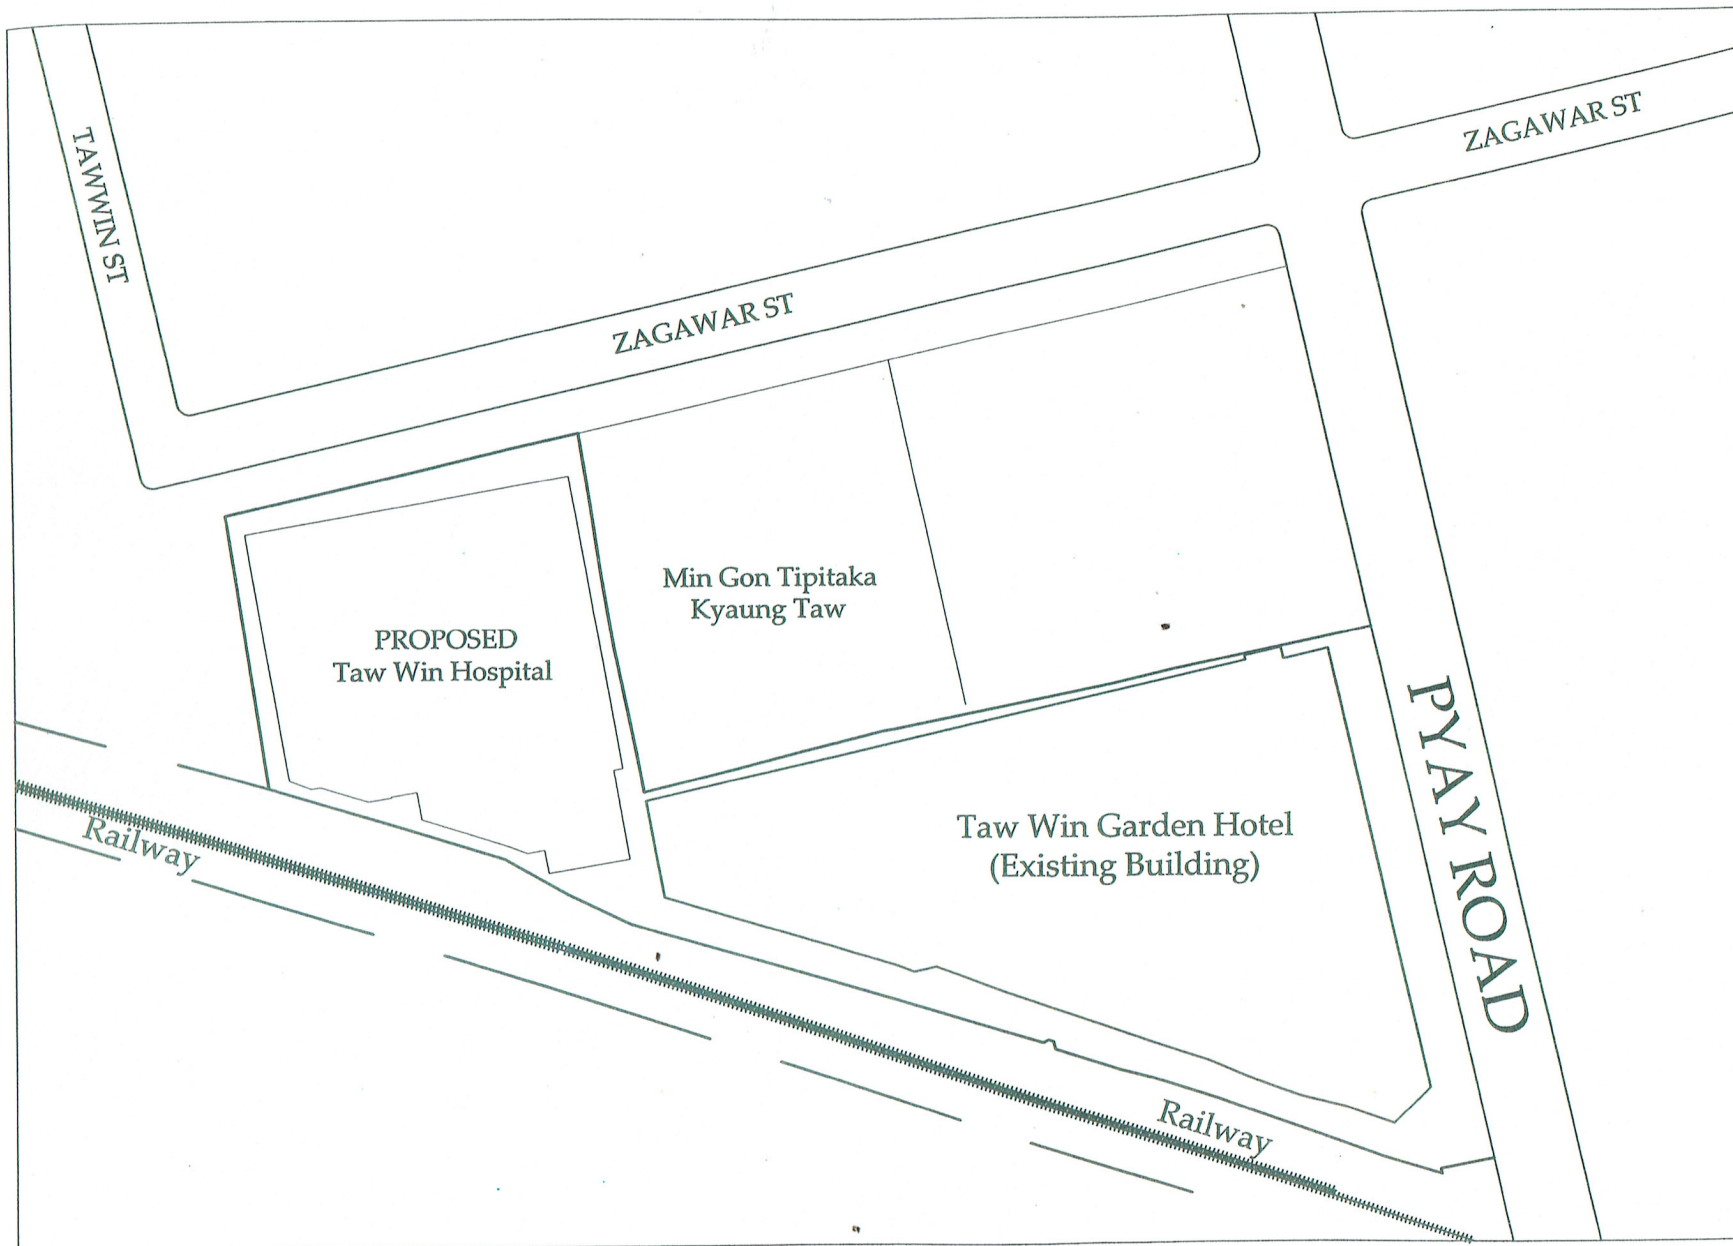 ZAGAWAR ST
TAWWIN ST
ZAGAWAR ST
Min Gon Tipitaka
Kyaung Taw
PROPOSED
Taw Win Hospital
PYAY ROAD
Taw Win Garden Hotel
(Existing Building)
Railway
Railway